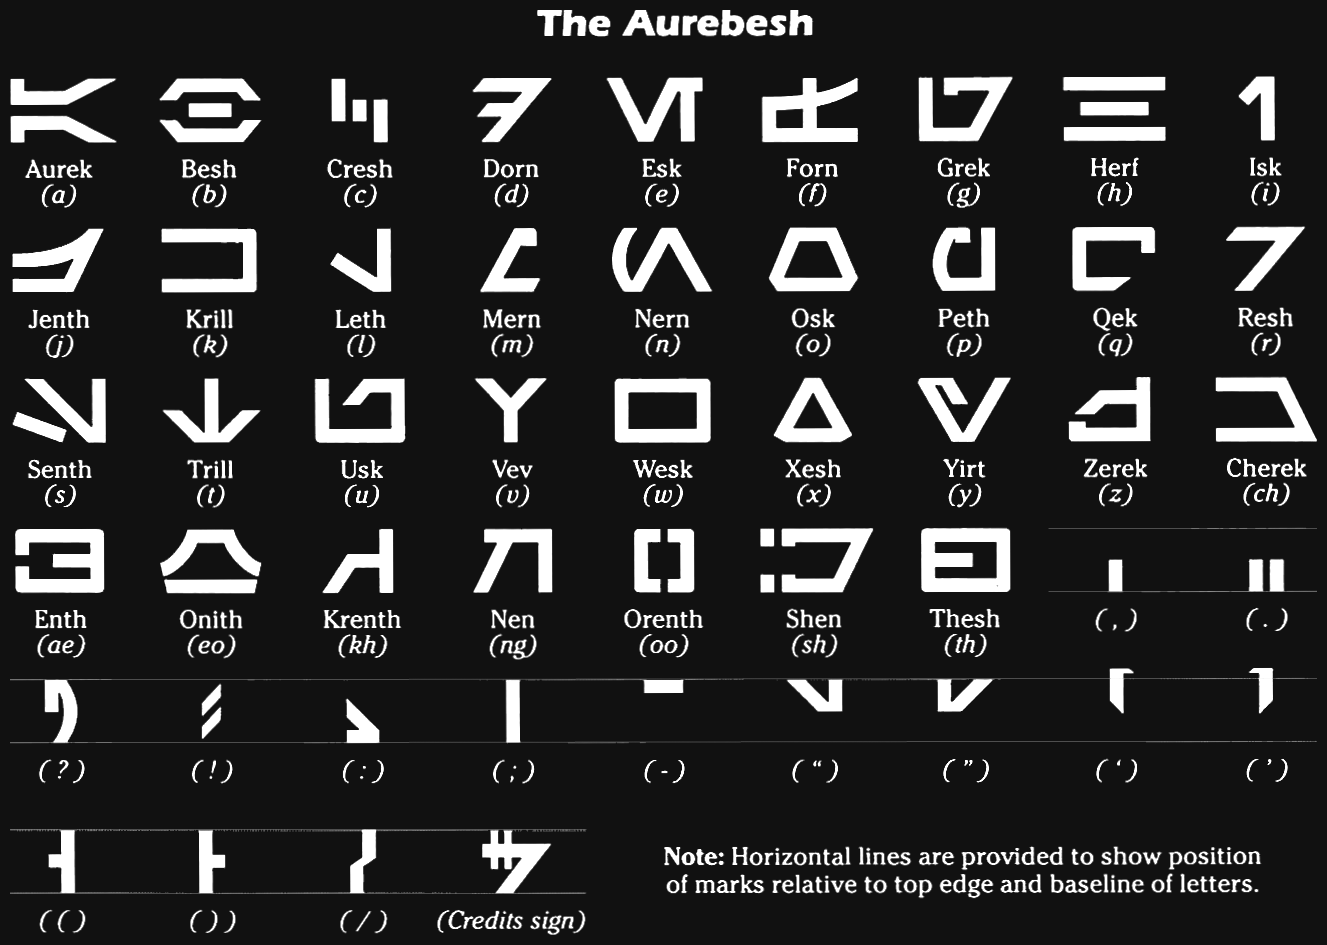 The Aurebesh
Aurek Besh Cresh Dorn Esk Forn Grek Herf Isk
(a) (b) (c) (d) (e) (f) (g) (h) (i)
Jenth Krill Leth Mern Nern Osk Peth Qek Resh
(j) (k) (l) (m) (n) (o) (p) (q) (r)
Senth Trill Usk Vev Wesk Xesh Yirt Zerek Cherek
(s) (t) (u) (v) (w) (x) (y) (z) (ch)
Enth Onith Krenth Nen Orenth Shen Thesh
(ae) (eo) (kh) (ng) (oo) (sh) (th) (,) (.)
(?) (!) (:) (;) (-) (“) (”) (‘) (’)
Note: Horizontal lines are provided to show position
of marks relative to top edge and baseline of letters.
(() ()) (/) (Credits sign)